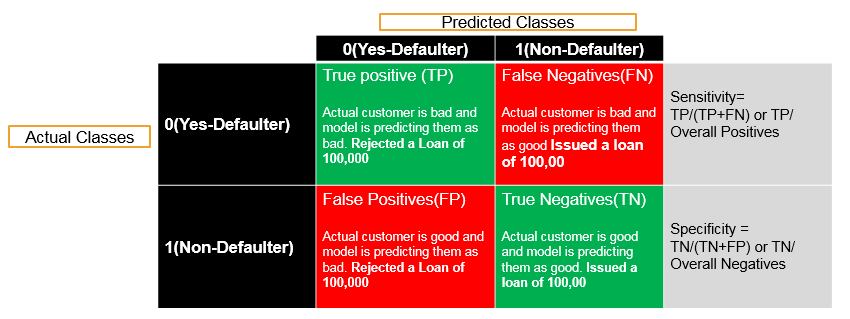 Predicted Classes
0(Yes-Defaulter)
1(Non-Defaulter)
Actual Classes
0(Yes-Defaulter)
True positive (TP)
Actual customer is bad and
model is predicting them as
bad. Rejected a Loan of
100,000
False Negatives(FN)
Actual customer is bad and
model is predicting them
as good Issued a loan
of 100,00
Sensitivity=
TP/(TP+FN) or TP/
Overall Positives
1(Non-Defaulter)
False Positives(FP)
Actual customer is good and
model is predicting them as
bad. Rejected a Loan of
100,000
True Negatives(TN)
Actual customer is good
and model is predicting
them as good. Issued a
loan of 100,00
Specificity =
TN/(TN+FP) or TN/
Overall Negatives